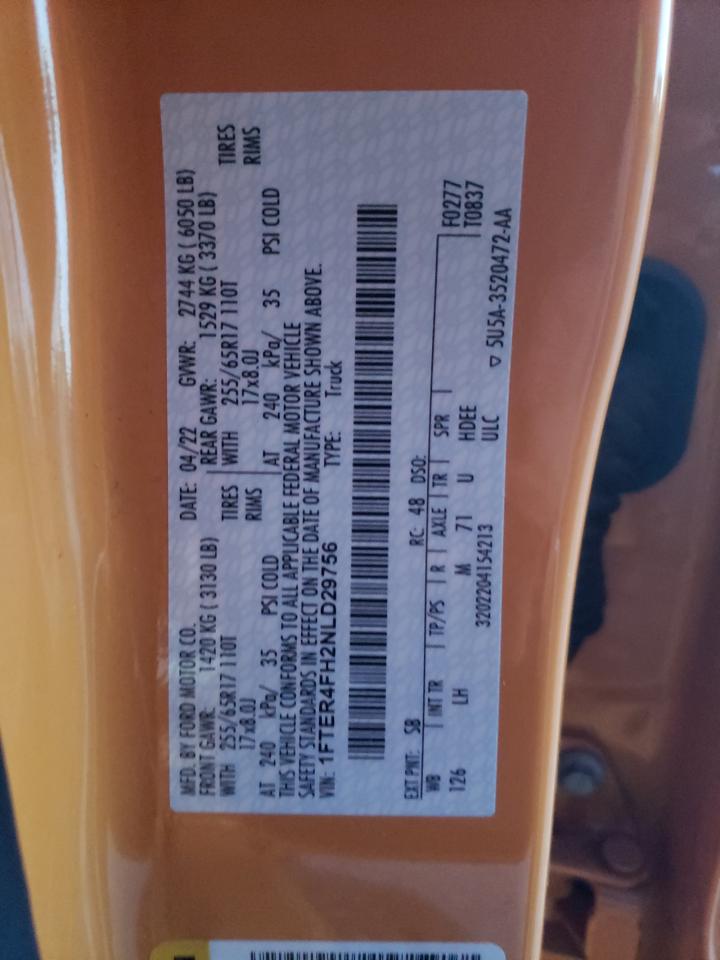 MFD. BY FORD MOTOR CO.
DATE: 04/22 GVWR: 2744 KG ( 6050 LB)
FRONT GAWR: 1420 KG ( 3130 LB) REAR GAWR: 1529 KG ( 3370 LB)
WITH 255/65R17 110T TIRES WITH 255/65R17 110T TIRES
17x8.0J RIMS 17x8.0J RIMS
AT 240 kPa/ 35 PSI COLD AT 240 kPa/ 35 PSI COLD
THIS VEHICLE CONFORMS TO ALL APPLICABLE FEDERAL MOTOR VEHICLE
SAFETY STANDARDS IN EFFECT ON THE DATE OF MANUFACTURE SHOWN ABOVE.
VIN: 1FTER4FH2NLD29756 TYPE: Truck
EXT PNT: SB RC: 48 DSO: F0277
WB INT TR TP/PS R AXLE TR SPR T0837
126 LH M 71 U HDEE
3202204154213 ULC ▽ 5U5A-3520472-AA